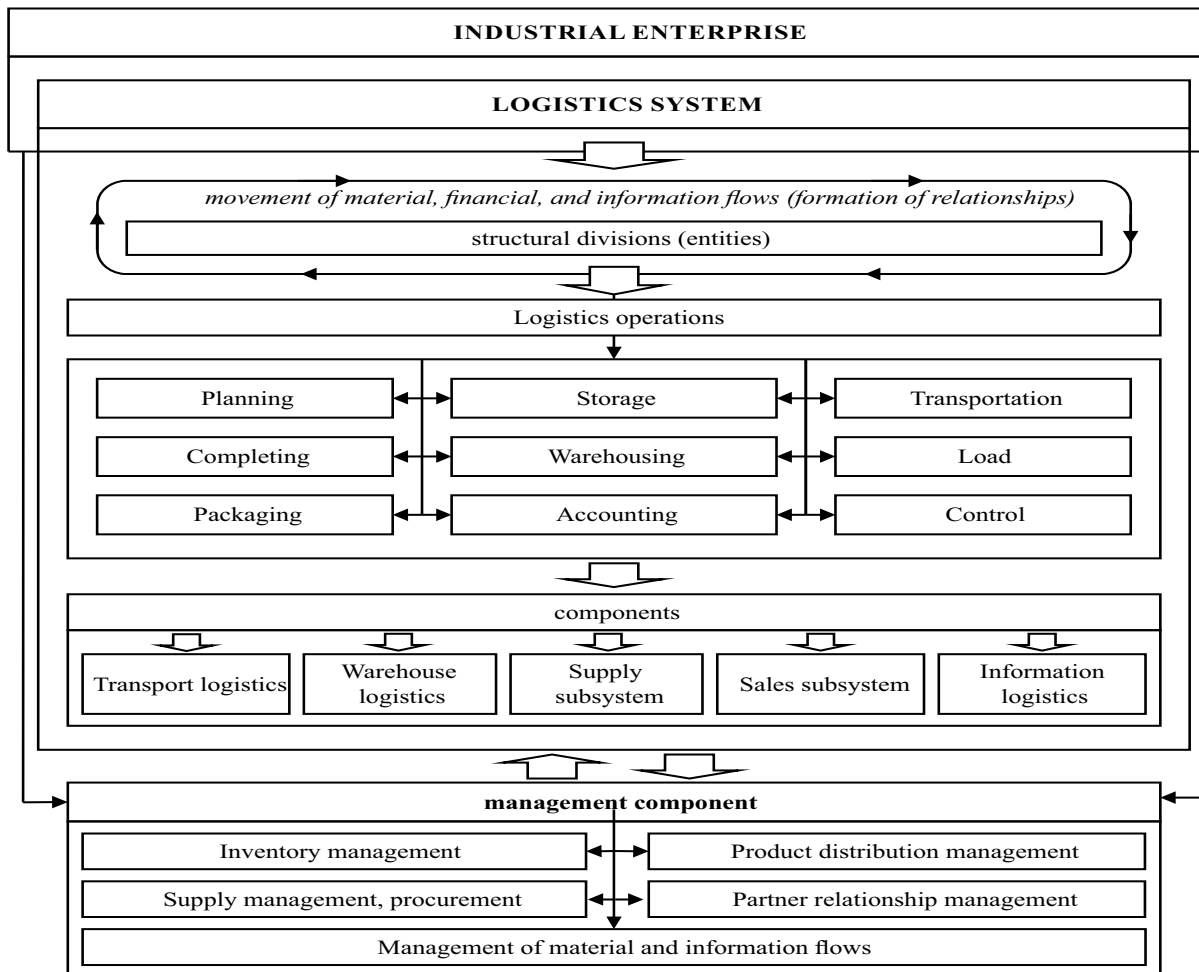 INDUSTRIAL ENTERPRISE
LOGISTICS SYSTEM
movement of material, financial, and information flows (formation of relationships)
structural divisions (entities)
Logistics operations
Planning
Storage
Transportation
Completing
Warehousing
Load
Packaging
Accounting
Control
components
Transport logistics
Warehouse
logistics
Supply
subsystem
Sales subsystem
Information
logistics
management component
Inventory management
Product distribution management
Supply management, procurement
Partner relationship management
Management of material and information flows